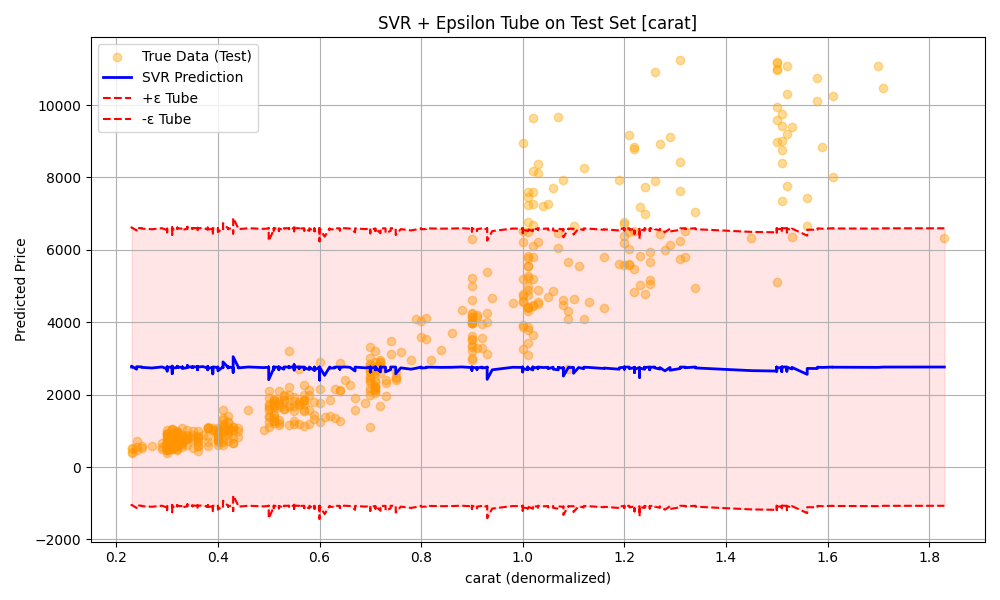 SVR + Epsilon Tube on Test Set [carat]
True Data (Test)
SVR Prediction
+ε Tube
-ε Tube
Predicted Price
10000
8000
6000
4000
2000
0
−2000
0.2 0.4 0.6 0.8 1.0 1.2 1.4 1.6 1.8
carat (denormalized)